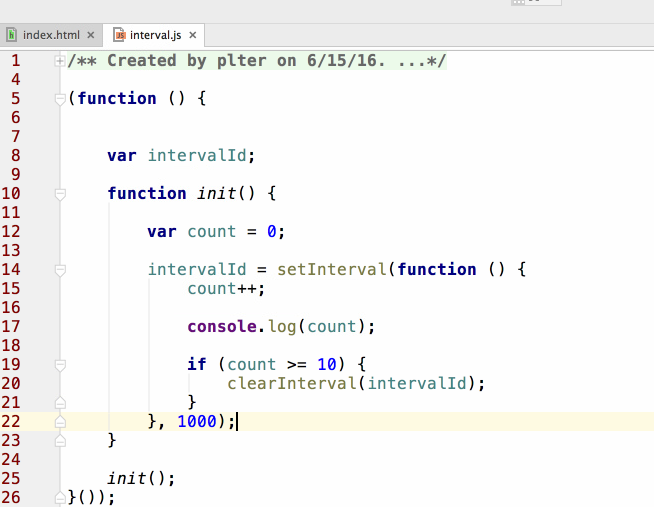 index.html
interval.js
1 /** Created by plter on 6/15/16. ...*/
4
5 (function () {
6
7
8 var intervalId;
9
10 function init() {
11
12 var count = 0;
13
14 intervalId = setInterval(function () {
15 count++;
16
17 console.log(count);
18
19 if (count >= 10) {
20 clearInterval(intervalId);
21 }
22 }, 1000);
23 }
24
25 init();
26 }());